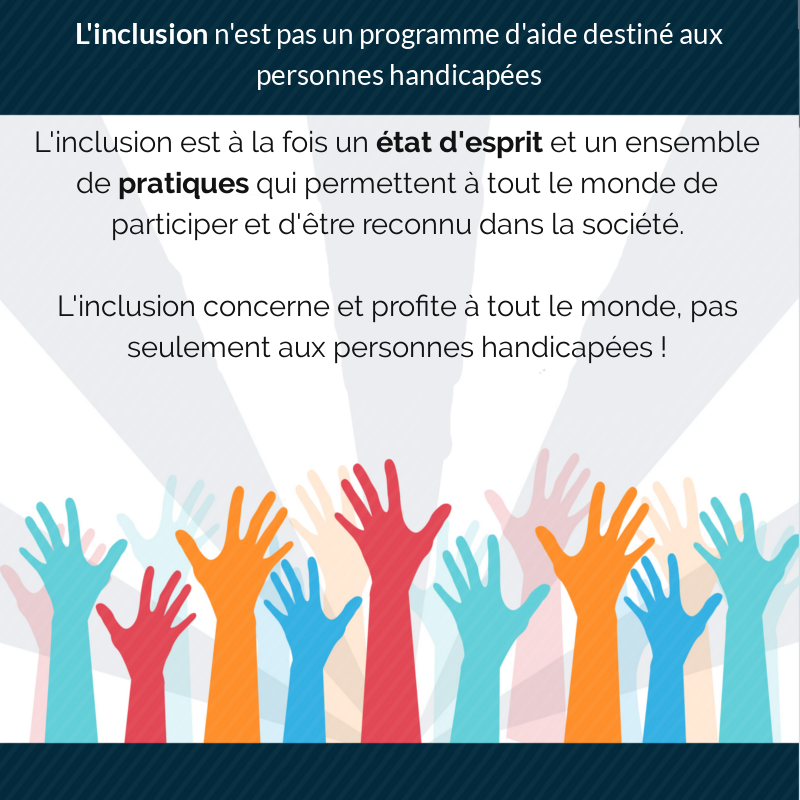 L'inclusion n'est pas un programme d'aide destiné aux
personnes handicapées
L'inclusion est à la fois un état d'esprit et un ensemble
de pratiques qui permettent à tout le monde de
participer et d'être reconnu dans la société.
L'inclusion concerne et profite à tout le monde, pas
seulement aux personnes handicapées !